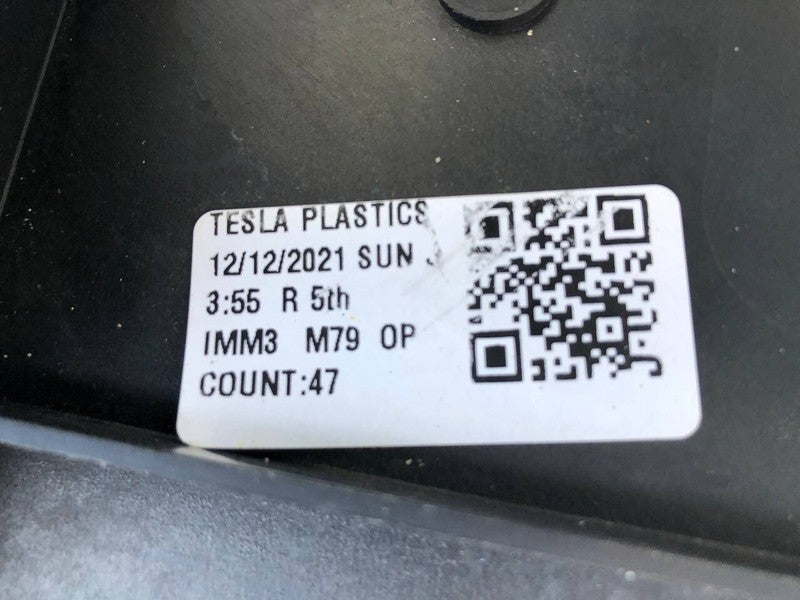 TESLA PLASTICS
12/12/2021 SUN
3:55 R 5th
IMM3 M79 OP
COUNT:47